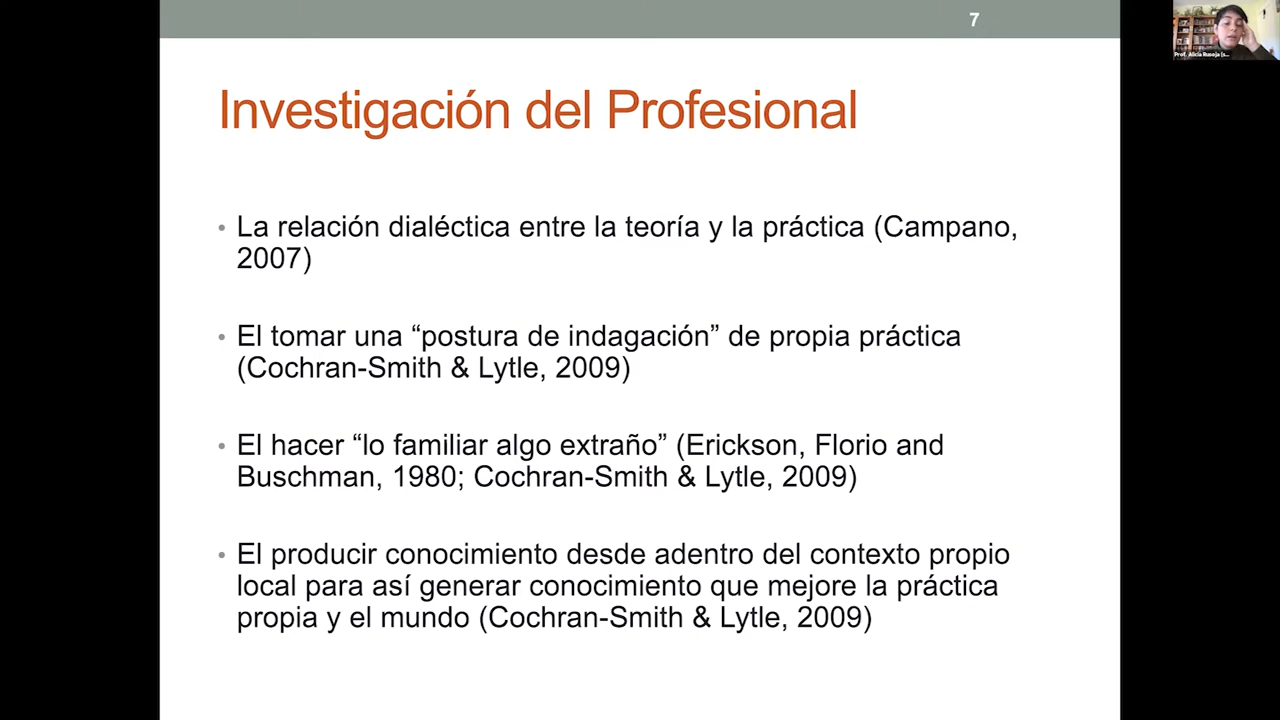 7
Prof. Alicia Rusoja (s...
Investigación del Profesional
• La relación dialéctica entre la teoría y la práctica (Campano,
2007)
• El tomar una “postura de indagación” de propia práctica
(Cochran-Smith & Lytle, 2009)
• El hacer “lo familiar algo extraño” (Erickson, Florio and
Buschman, 1980; Cochran-Smith & Lytle, 2009)
• El producir conocimiento desde adentro del contexto propio
local para así generar conocimiento que mejore la práctica
propia y el mundo (Cochran-Smith & Lytle, 2009)